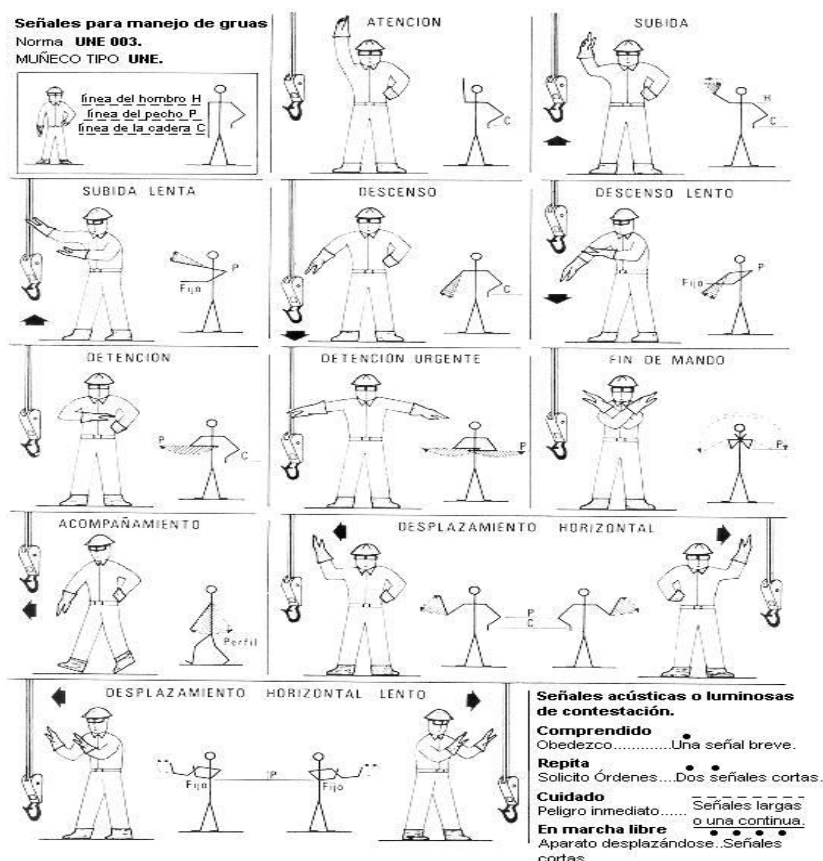 Señales para manejo de gruas
Norma UNE 003.
MUÑECO TIPO UNE.
línea del hombro H
línea del pecho P
línea de la cadera C
ATENCION
C
SUBIDA
H
C
SUBIDA LENTA
P
Fijo
DESCENSO
C
DESCENSO LENTO
P
Fijo
DETENCION
P
C
DETENCION URGENTE
P
FIN DE MANDO
P
ACOMPAÑAMIENTO
Perfil
DESPLAZAMIENTO HORIZONTAL
P
C
DESPLAZAMIENTO HORIZONTAL LENTO
P
Fijo
Fijo
Señales acústicas o luminosas
de contestación.
Comprendido
Obedezco............Una señal breve.
Repita
Solicito Órdenes....Dos señales cortas.
Cuidado
Peligro inmediato...... Señales largas
o una continua.
En marcha libre
Aparato desplazándose..Señales
cortas